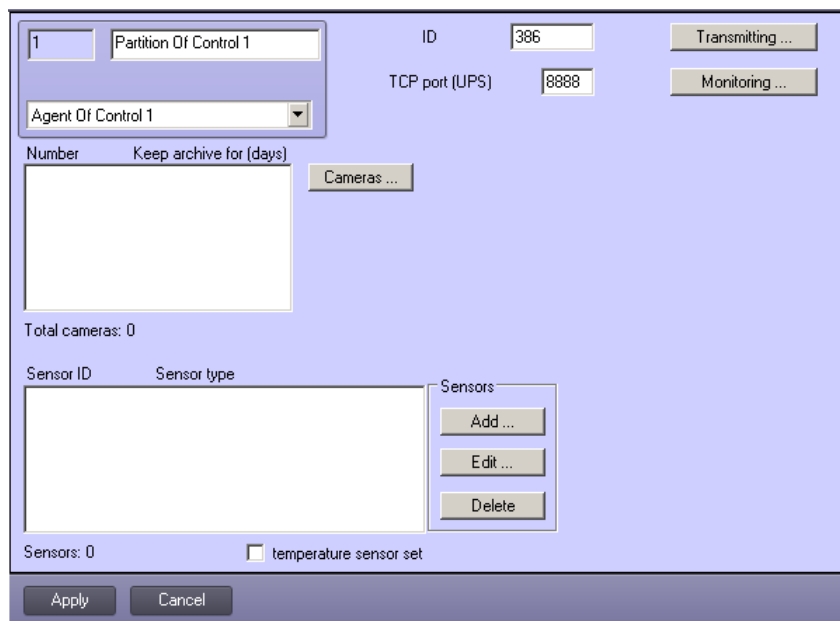 1 Partition Of Control 1 ID 386 Transmitting ...
TCP port (UPS) 8888 Monitoring ...
Agent Of Control 1
Number Keep archive for (days)
Cameras ...
Total cameras: 0
Sensor ID Sensor type
Sensors
Add ...
Edit ...
Delete
Sensors: 0 temperature sensor set
Apply Cancel